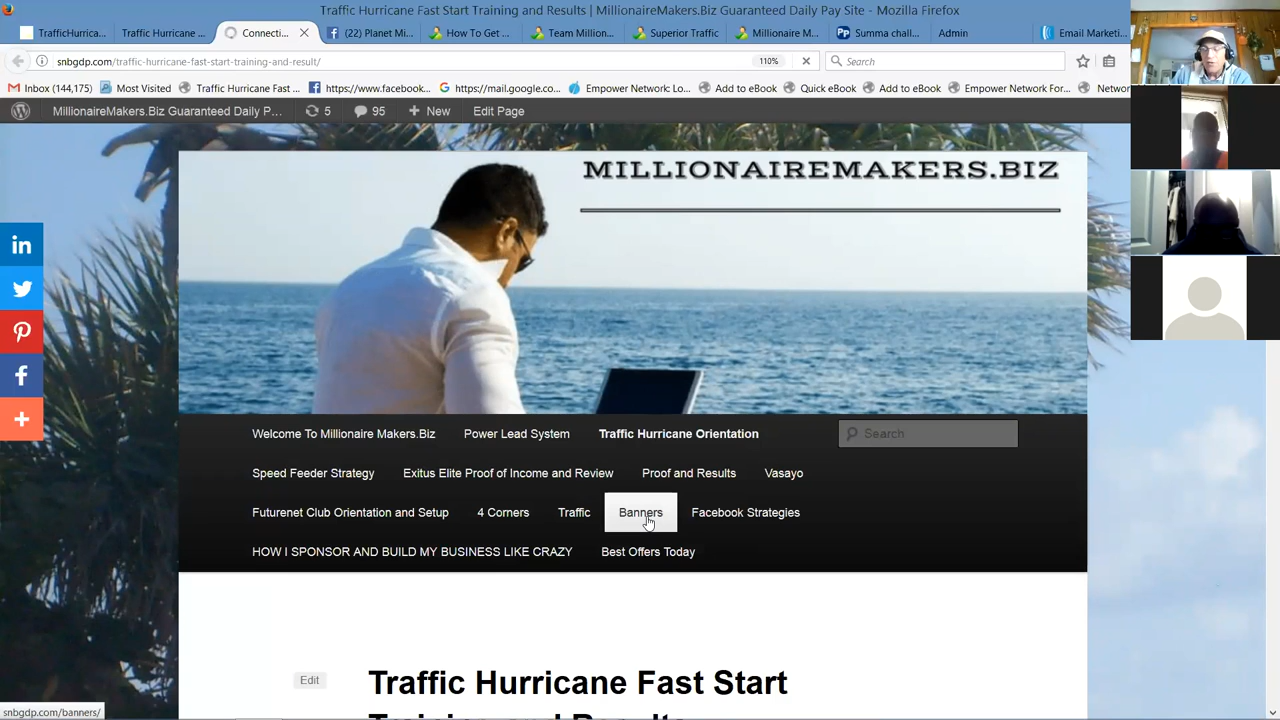 Traffic Hurricane Fast Start Training and Results | MillionaireMakers.Biz Guaranteed Daily Pay Site - Mozilla Firefox
TrafficHurrica... Traffic Hurricane ... Connecti... (22) Planet Mi... How To Get ... Team Million... Superior Traffic Millionaire M... Pp Summa chall... Admin Email Marketi...
snbgdp.com/traffic-hurricane-fast-start-training-and-result/ 110% Search
Inbox (144,175) Most Visited Traffic Hurricane Fast ... https://www.facebook... https://mail.google.co... Empower Network: Lo... Add to eBook Quick eBook Add to eBook Empower Network For... Network
MillionaireMakers.Biz Guaranteed Daily P... 5 95 New Edit Page
MILLIONAIREMAKERS.BIZ
Welcome To Millionaire Makers.Biz Power Lead System Traffic Hurricane Orientation Search
Speed Feeder Strategy Exitus Elite Proof of Income and Review Proof and Results Vasayo
Futurenet Club Orientation and Setup 4 Corners Traffic Banners Facebook Strategies
HOW I SPONSOR AND BUILD MY BUSINESS LIKE CRAZY Best Offers Today
Edit Traffic Hurricane Fast Start
Training and Results
snbgdp.com/banners/